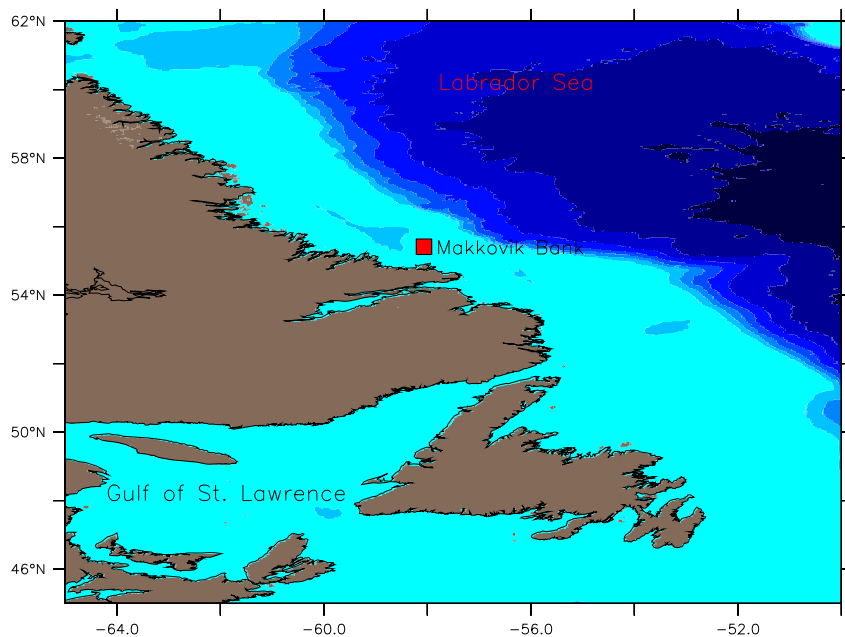 62°N
Labrador Sea
58°N
Makkovik Bank
54°N
50°N
Gulf of St. Lawrence
46°N
−64.0 −60.0 −56.0 −52.0